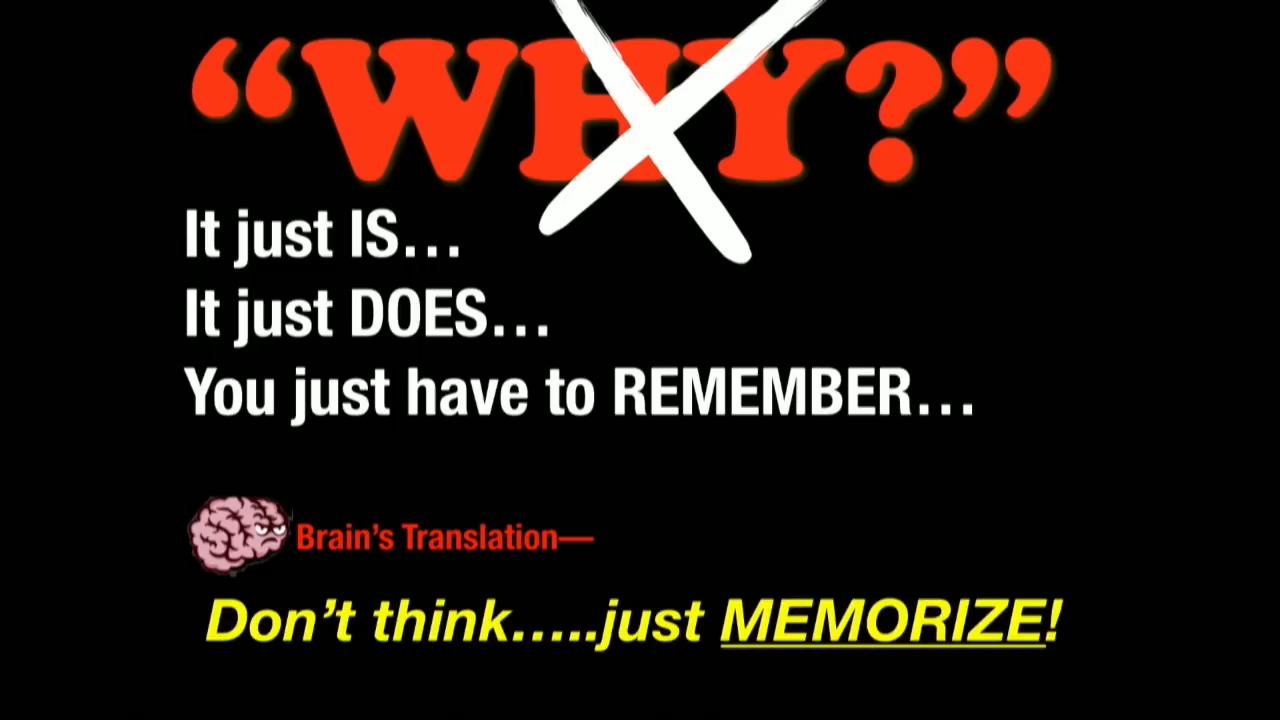 “WHY?”
It just IS...
It just DOES...
You just have to REMEMBER...
Brain’s Translation—
Don’t think.....just MEMORIZE!